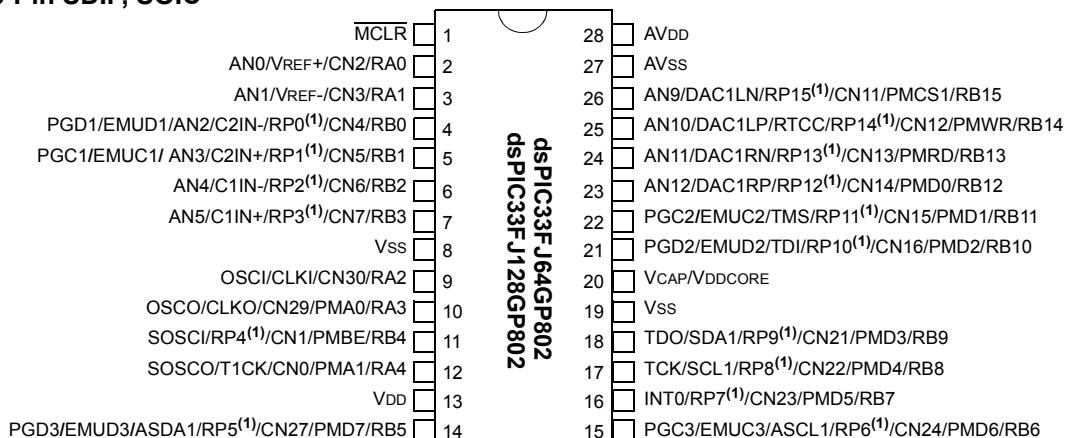 MCLR 1
AN0/VREF+/CN2/RA0 2
AN1/VREF-/CN3/RA1 3
PGD1/EMUD1/AN2/C2IN-/RP0(1)/CN4/RB0 4
PGC1/EMUC1/ AN3/C2IN+/RP1(1)/CN5/RB1 5
AN4/C1IN-/RP2(1)/CN6/RB2 6
AN5/C1IN+/RP3(1)/CN7/RB3 7
VSS 8
OSCI/CLKI/CN30/RA2 9
OSCO/CLKO/CN29/PMA0/RA3 10
SOSCI/RP4(1)/CN1/PMBE/RB4 11
SOSCO/T1CK/CN0/PMA1/RA4 12
VDD 13
PGD3/EMUD3/ASDA1/RP5(1)/CN27/PMD7/RB5 14
dsPIC33FJ64GP802
dsPIC33FJ128GP802
28 AVDD
27 AVSS
26 AN9/DAC1LN/RP15(1)/CN11/PMCS1/RB15
25 AN10/DAC1LP/RTCC/RP14(1)/CN12/PMWR/RB14
24 AN11/DAC1RN/RP13(1)/CN13/PMRD/RB13
23 AN12/DAC1RP/RP12(1)/CN14/PMD0/RB12
22 PGC2/EMUC2/TMS/RP11(1)/CN15/PMD1/RB11
21 PGD2/EMUD2/TDI/RP10(1)/CN16/PMD2/RB10
20 VCAP/VDDCORE
19 VSS
18 TDO/SDA1/RP9(1)/CN21/PMD3/RB9
17 TCK/SCL1/RP8(1)/CN22/PMD4/RB8
16 INT0/RP7(1)/CN23/PMD5/RB7
15 PGC3/EMUC3/ASCL1/RP6(1)/CN24/PMD6/RB6